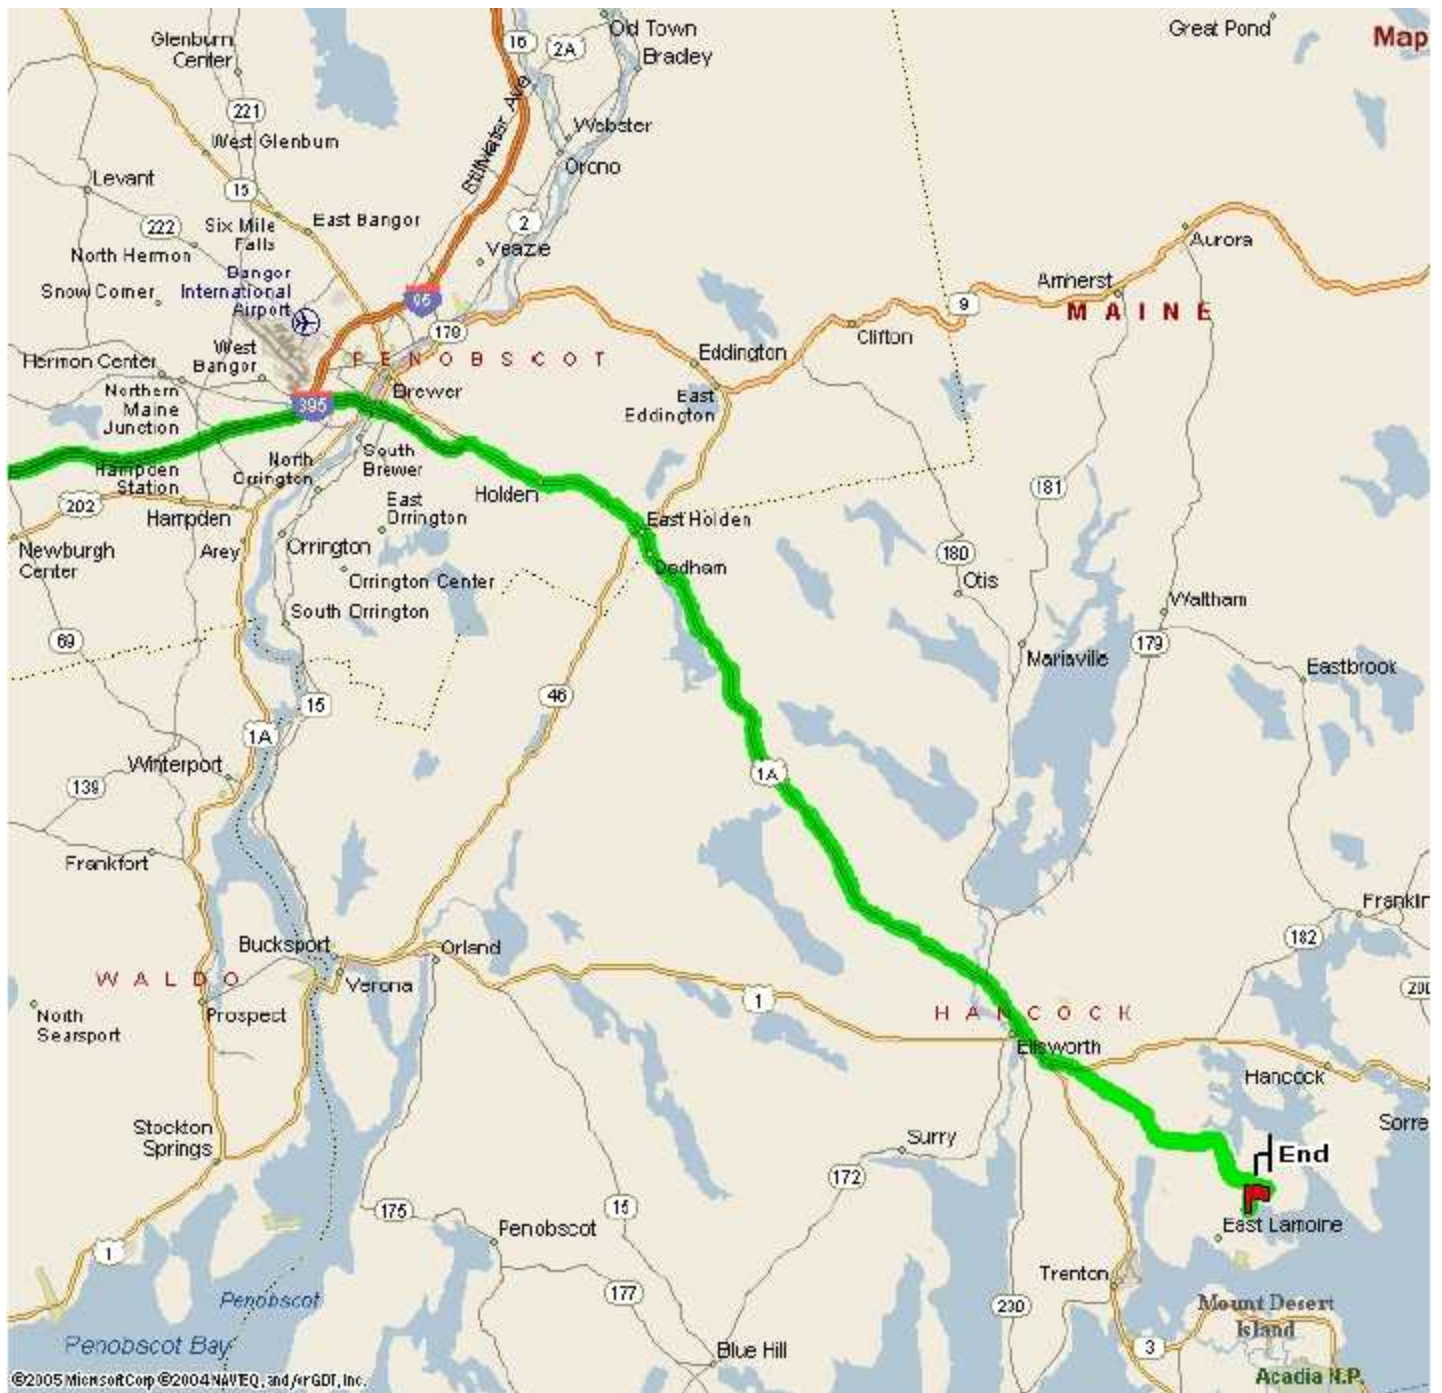 Glenburn
Center
16
2A
Old Town
Bradley
Great Pond
Map
221
Stillwater Ave
Webster
West Glenburn
Orono
Levant
15
222
Six Mile
Falls
East Bangor
2
Veazie
Aurora
North Hermon
Bangor
International
Airport
Snow Corner
95
Amherst
9
M A I N E
178
Clifton
West
Bangor
P E N O B S C O T
Eddington
Hermon Center
Northern
Maine
Junction
395
Brewer
East
Eddington
Hampden
Station
North
Orrington
South
Brewer
Holden
181
202
Hampden
East
Orrington
East Holden
Newburgh
Center
Arey
Orrington
Dedham
180
Orrington Center
Otis
South Orrington
Waltham
69
179
Mariaville
Eastbrook
46
15
1A
Winterport
1A
139
Frankfort
Franklin
Bucksport
Orland
182
W A L D O
Verona
1
200
North
Searsport
Prospect
H A N C O C K
Ellsworth
Hancock
Stockton
Springs
Surry
Sorre
End
172
175
15
Penobscot
East Lamoine
1
177
Trenton
Penobscot
230
Mount Desert
Island
Penobscot Bay
Blue Hill
3
©2005 Microsoft Corp ©2004 NAVTEQ, and/or GDT, Inc.
Acadia N.P.